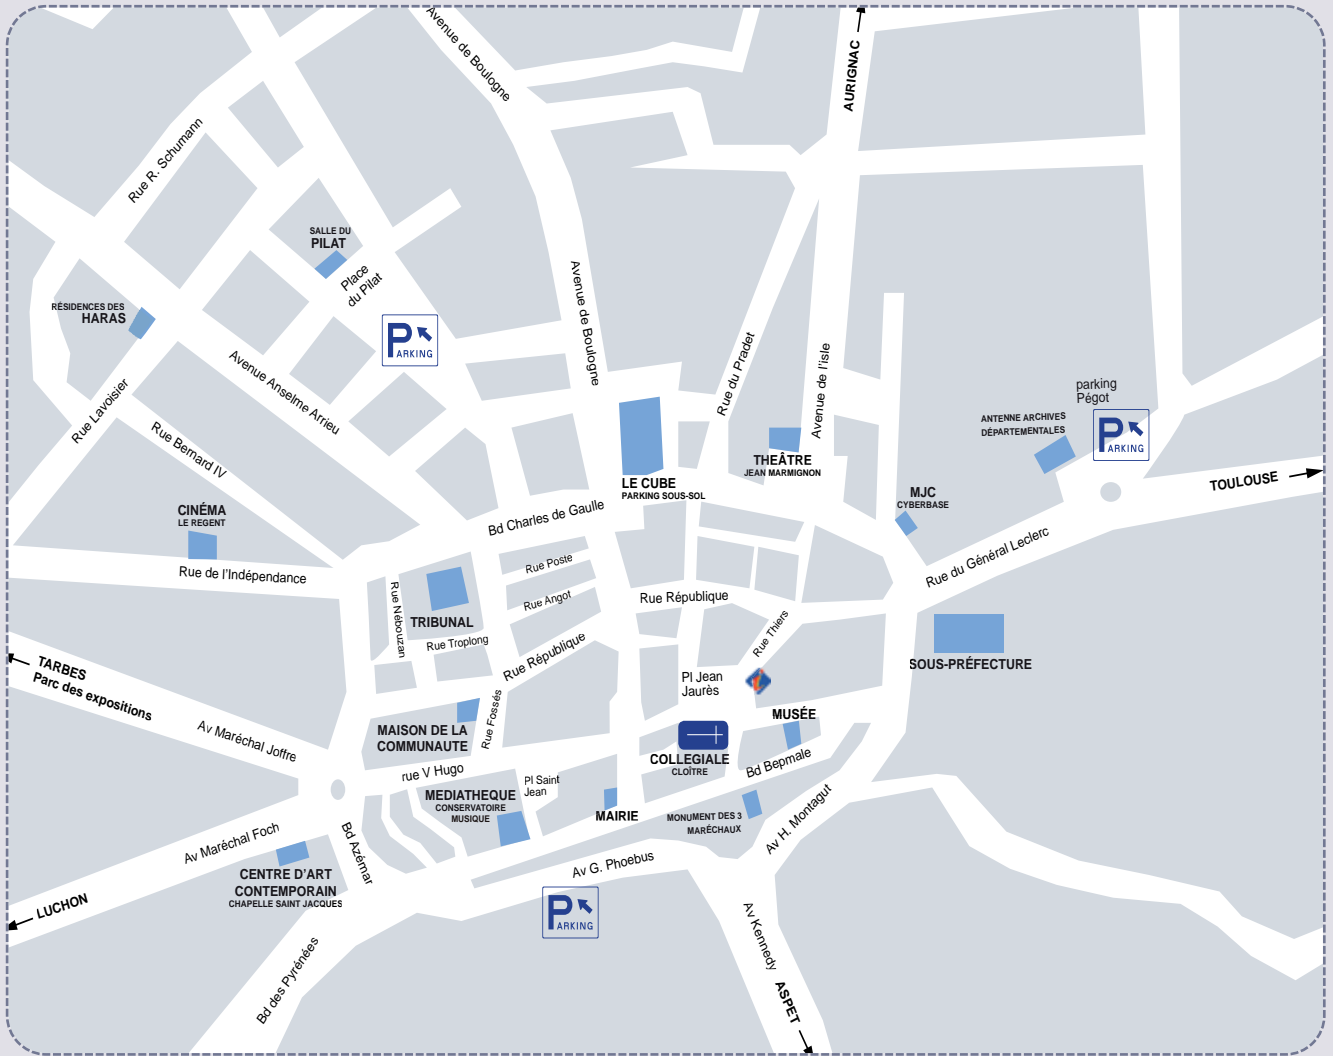 Avenue de Boulogne
AURIGNAC
Rue R. Schumann
SALLE DU
PILAT
Place
du Pilat
RÉSIDENCES DES
HARAS
PARKING
Avenue de Boulogne
Rue du Pradet
Avenue de l'isle
Avenue Anselme Arrieu
Rue Lavoisier
Rue Bernard IV
parking
Pégot
PARKING
ANTENNE ARCHIVES
DÉPARTEMENTALES
THEÂTRE
JEAN MARMIGNON
LE CUBE
PARKING SOUS-SOL
TOULOUSE
MJC
CYBERBASE
CINÉMA
LE REGENT
Bd Charles de Gaulle
Rue du Général Leclerc
Rue de l'Indépendance
Rue Poste
Rue Angot
Rue Nébouzan
TRIBUNAL
Rue Troplong
Rue République
Rue République
Rue Thiers
SOUS-PRÉFECTURE
TARBES
Parc des expositions
Pl Jean
Jaurès
Rue Fossés
MUSÉE
MAISON DE LA
COMMUNAUTE
Av Maréchal Joffre
COLLEGIALE
CLOÎTRE
Bd Bepmale
rue V Hugo
Pl Saint
Jean
MEDIATHEQUE
CONSERVATOIRE
MUSIQUE
MAIRIE
MONUMENT DES 3
MARÉCHAUX
Av H. Montagut
Av Maréchal Foch
Bd Azémar
Av G. Phoebus
CENTRE D'ART
CONTEMPORAIN
CHAPELLE SAINT JACQUES
LUCHON
PARKING
Av Kennedy
Bd des Pyrénées
ASPET